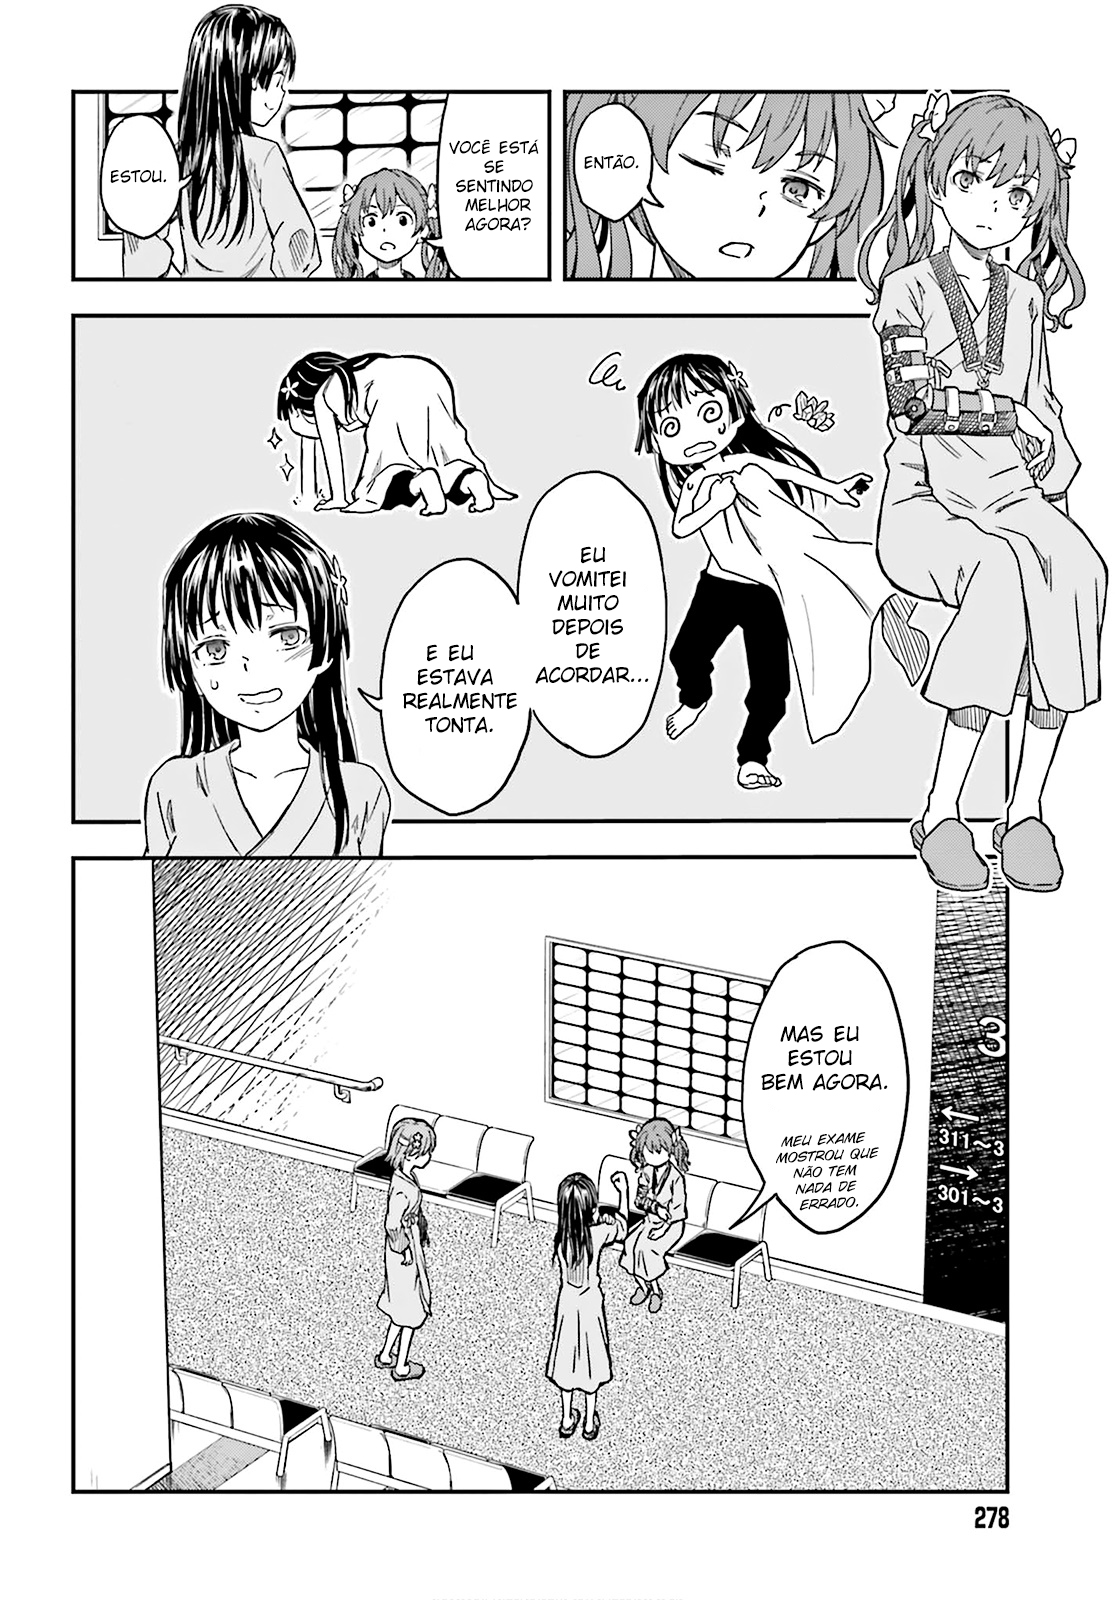 ENTÃO.
VOCÊ ESTÁ
SE
SENTINDO
MELHOR
AGORA?
ESTOU.
EU
VOMITEI
MUITO
DEPOIS
DE
ACORDAR...
E EU
ESTAVA
REALMENTE
TONTA.
MAS EU
ESTOU
BEM AGORA.
MEU EXAME
MOSTROU QUE
NÃO TEM
NADA DE
ERRADO.
3
←
311~3
→
301~3
278